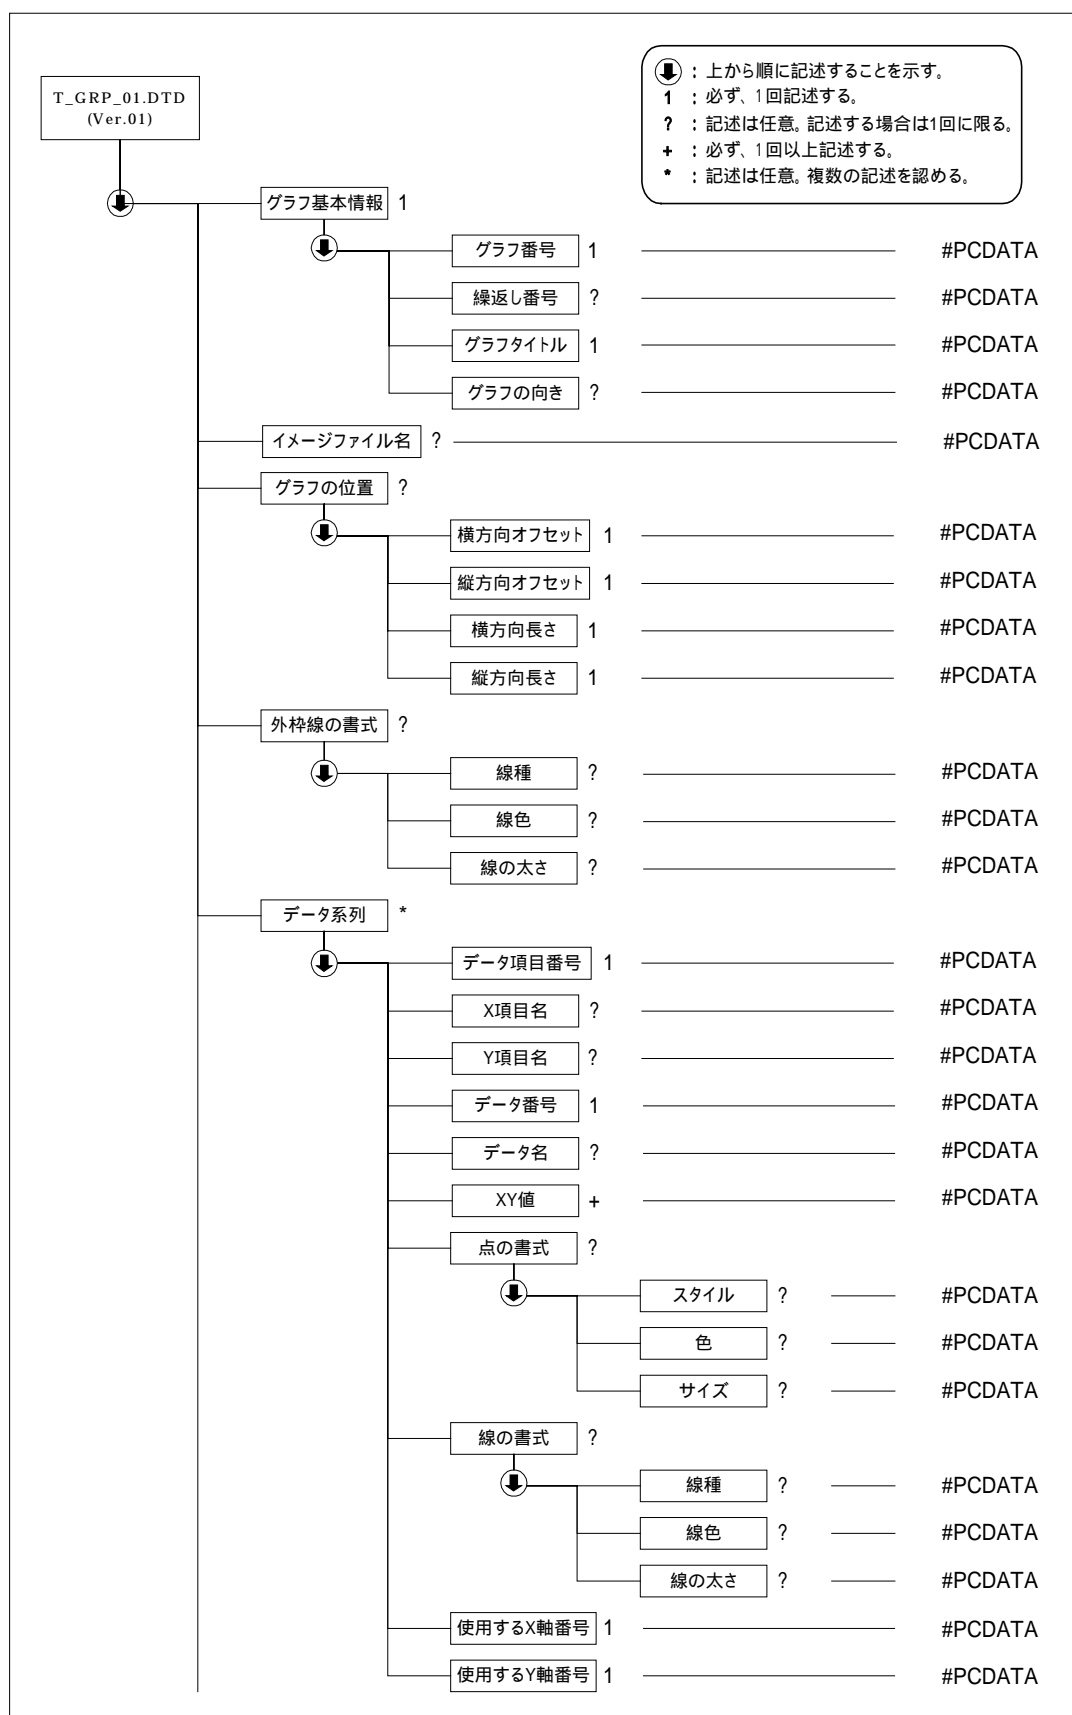 T_GRP_01.DTD
(Ver.01)
：上から順に記述することを示す。
1 ：必ず、1回記述する。
? ：記述は任意。記述する場合は1回に限る。
+ ：必ず、1回以上記述する。
* ：記述は任意。複数の記述を認める。
グラフ基本情報 1
グラフ番号 1 #PCDATA
繰返し番号 ? #PCDATA
グラフタイトル 1 #PCDATA
グラフの向き ? #PCDATA
イメージファイル名 ? #PCDATA
グラフの位置 ?
横方向オフセット 1 #PCDATA
縦方向オフセット 1 #PCDATA
横方向長さ 1 #PCDATA
縦方向長さ 1 #PCDATA
外枠線の書式 ?
線種 ? #PCDATA
線色 ? #PCDATA
線の太さ ? #PCDATA
データ系列 *
データ項目番号 1 #PCDATA
X項目名 ? #PCDATA
Y項目名 ? #PCDATA
データ番号 1 #PCDATA
データ名 ? #PCDATA
XY値 + #PCDATA
点の書式 ?
スタイル ? #PCDATA
色 ? #PCDATA
サイズ ? #PCDATA
線の書式 ?
線種 ? #PCDATA
線色 ? #PCDATA
線の太さ ? #PCDATA
使用するX軸番号 1 #PCDATA
使用するY軸番号 1 #PCDATA